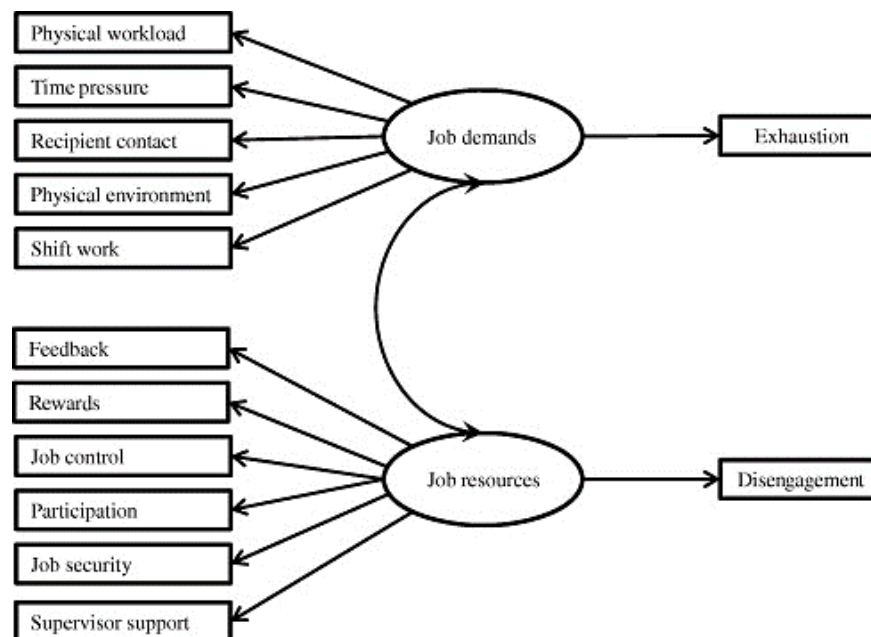 Physical workload
Time pressure
Recipient contact
Physical environment
Shift work
Job demands
Exhaustion
Feedback
Rewards
Job control
Participation
Job security
Supervisor support
Job resources
Disengagement